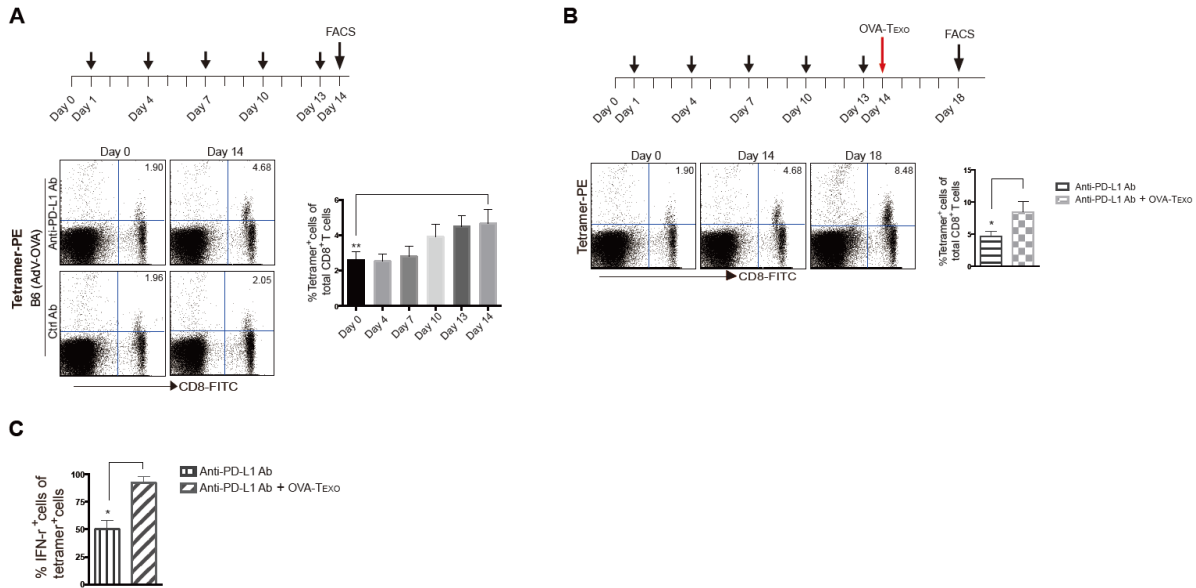 A
FACS
Day 0
Day 1
Day 4
Day 7
Day 10
Day 13
Day 14
Day 0
Day 14
1.90
4.68
1.96
2.05
Tetramer-PE
B6 (AdV-OVA)
Anti-PD-L1 Ab
Ctrl Ab
CD8-FITC
% Tetramer+cells of
total CD8+ T cells
6
4
2
0
**
Day 0
Day 4
Day 7
Day 10
Day 13
Day 14
B
OVA-TEXO
FACS
Day 0
Day 1
Day 4
Day 7
Day 10
Day 13
Day 14
Day 18
Day 0
Day 14
Day 18
1.90
4.68
8.48
Tetramer-PE
CD8-FITC
%Tetramer+cells of
total CD8+ T cells
15
10
5
0
*
Anti-PD-L1 Ab
Anti-PD-L1 Ab + OVA-TEXO
C
% IFN-r +cells of
tetramer+cells
100
75
50
25
0
*
Anti-PD-L1 Ab
Anti-PD-L1 Ab + OVA-TEXO